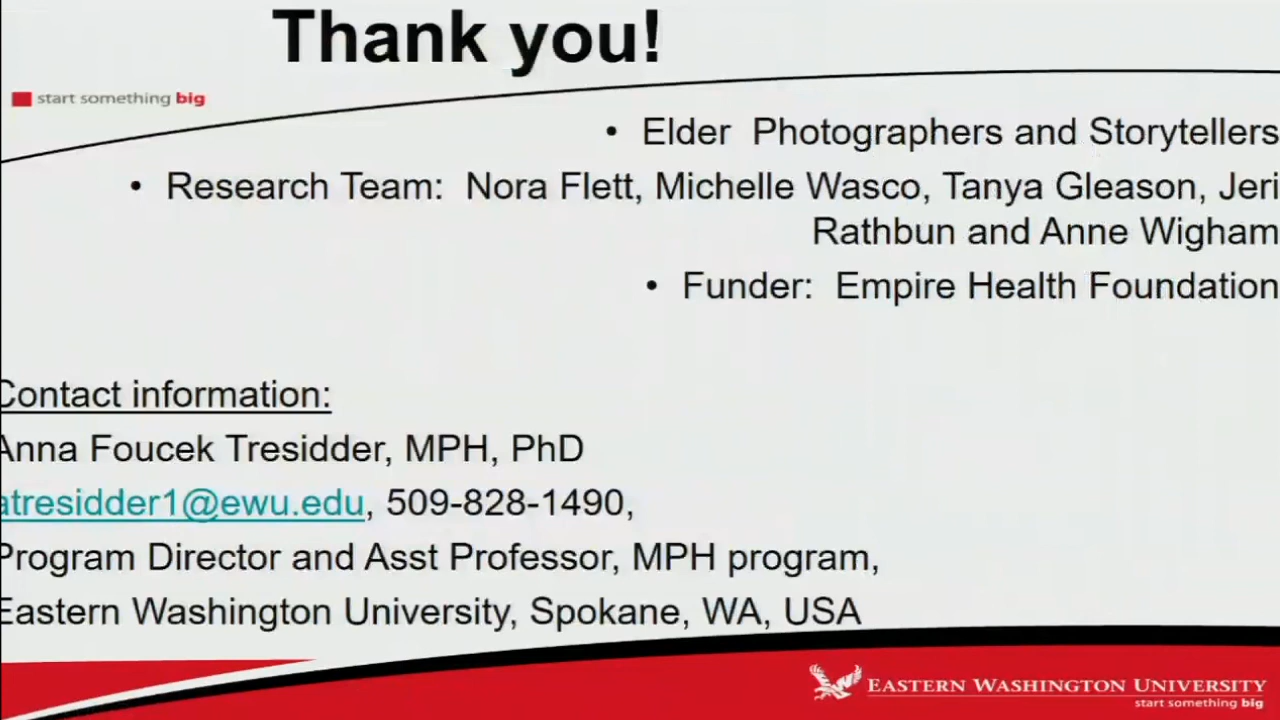 Thank you!
start something big
• Elder Photographers and Storytellers
• Research Team: Nora Flett, Michelle Wasco, Tanya Gleason, Jeri
Rathbun and Anne Wigham
• Funder: Empire Health Foundation
Contact information:
Anna Foucek Tresidder, MPH, PhD
atresidder1@ewu.edu, 509-828-1490,
Program Director and Asst Professor, MPH program,
Eastern Washington University, Spokane, WA, USA
EASTERN WASHINGTON UNIVERSITY
start something big